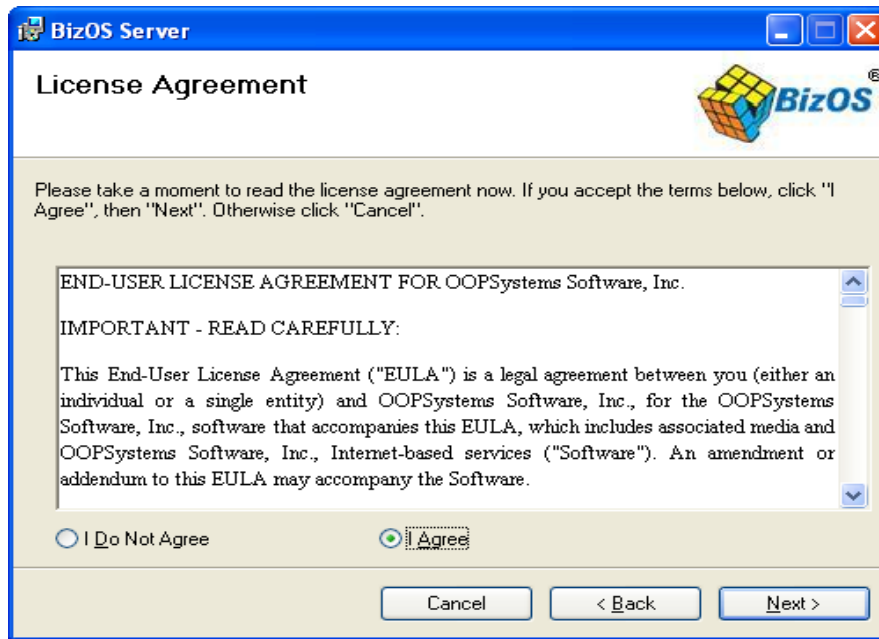 BizOS Server
License Agreement
BizOS ®
Please take a moment to read the license agreement now. If you accept the terms below, click "I
Agree", then "Next". Otherwise click "Cancel".
END-USER LICENSE AGREEMENT FOR OOPSystems Software, Inc.
IMPORTANT - READ CAREFULLY:
This End-User License Agreement ("EULA") is a legal agreement between you (either an
individual or a single entity) and OOPSystems Software, Inc., for the OOPSystems
Software, Inc., software that accompanies this EULA, which includes associated media and
OOPSystems Software, Inc., Internet-based services ("Software"). An amendment or
addendum to this EULA may accompany the Software.
I Do Not Agree
I Agree
Cancel
< Back
Next >